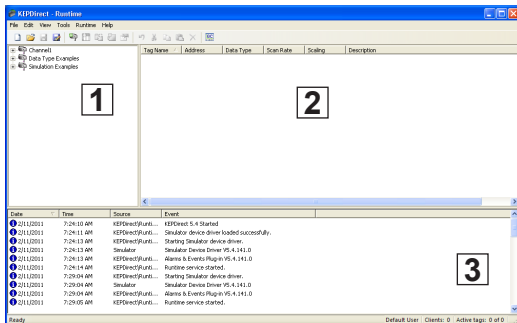 KEPDirect - Runtime
File Edit View Tools Runtime Help
Channel1
Data Type Examples
Simulation Examples
1
Tag Name Address Data Type Scan Rate Scaling Description
2
Date Time Source Event
2/11/2011 7:24:10 AM KEPDirect\Runti... KEPDirect 5.4 Started
2/11/2011 7:24:11 AM KEPDirect\Runti... Simulator device driver loaded successfully.
2/11/2011 7:24:13 AM KEPDirect\Runti... Starting Simulator device driver.
2/11/2011 7:24:13 AM Simulator Simulator Device Driver V5.4.141.0
2/11/2011 7:24:13 AM KEPDirect\Runti... Alarms & Events Plug-in V5.4.141.0
2/11/2011 7:24:14 AM KEPDirect\Runti... Runtime service started.
2/11/2011 7:29:04 AM KEPDirect\Runti... Starting Simulator device driver.
2/11/2011 7:29:04 AM Simulator Simulator Device Driver V5.4.141.0
2/11/2011 7:29:04 AM KEPDirect\Runti... Alarms & Events Plug-in V5.4.141.0
2/11/2011 7:29:05 AM KEPDirect\Runti... Runtime service started.
3
Ready Default User Clients: 0 Active tags: 0 of 0